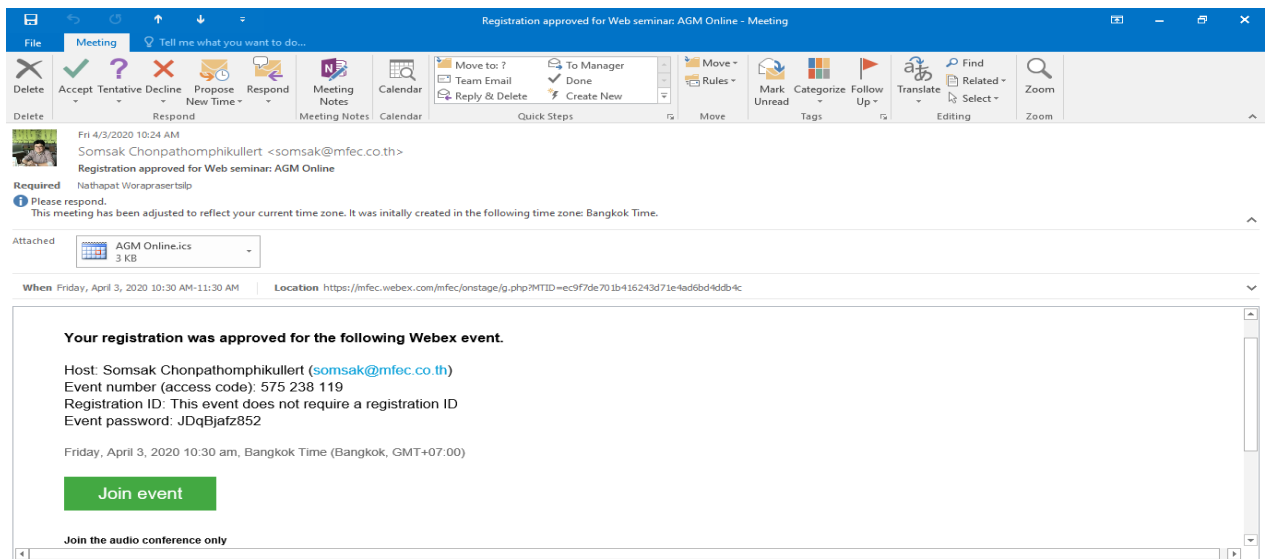 Registration approved for Web seminar: AGM Online - Meeting
File Meeting Tell me what you want to do...
Delete Accept Tentative Decline Propose New Time Respond Meeting Notes Calendar
Move to: ? To Manager
Team Email Done
Reply & Delete Create New
Move
Rules
Mark Unread Categorize Follow Up Translate
Find
Related
Select
Zoom
Delete Respond Meeting Notes Calendar Quick Steps Move Tags Editing Zoom
Fri 4/3/2020 10:24 AM
Somsak Chonpathomphikullert <somsak@mfec.co.th>
Registration approved for Web seminar: AGM Online
Required Nathapat Woraprasertsilp
Please respond.
This meeting has been adjusted to reflect your current time zone. It was initally created in the following time zone: Bangkok Time.
Attached AGM Online.ics
3 KB
When Friday, April 3, 2020 10:30 AM-11:30 AM Location https://mfec.webex.com/mfec/onstage/g.php?MTID=ec9f7de701b416243d71e4ad6bd4ddb4c
Your registration was approved for the following Webex event.
Host: Somsak Chonpathomphikullert (somsak@mfec.co.th)
Event number (access code): 575 238 119
Registration ID: This event does not require a registration ID
Event password: JDqBjafz852
Friday, April 3, 2020 10:30 am, Bangkok Time (Bangkok, GMT+07:00)
Join event
Join the audio conference only